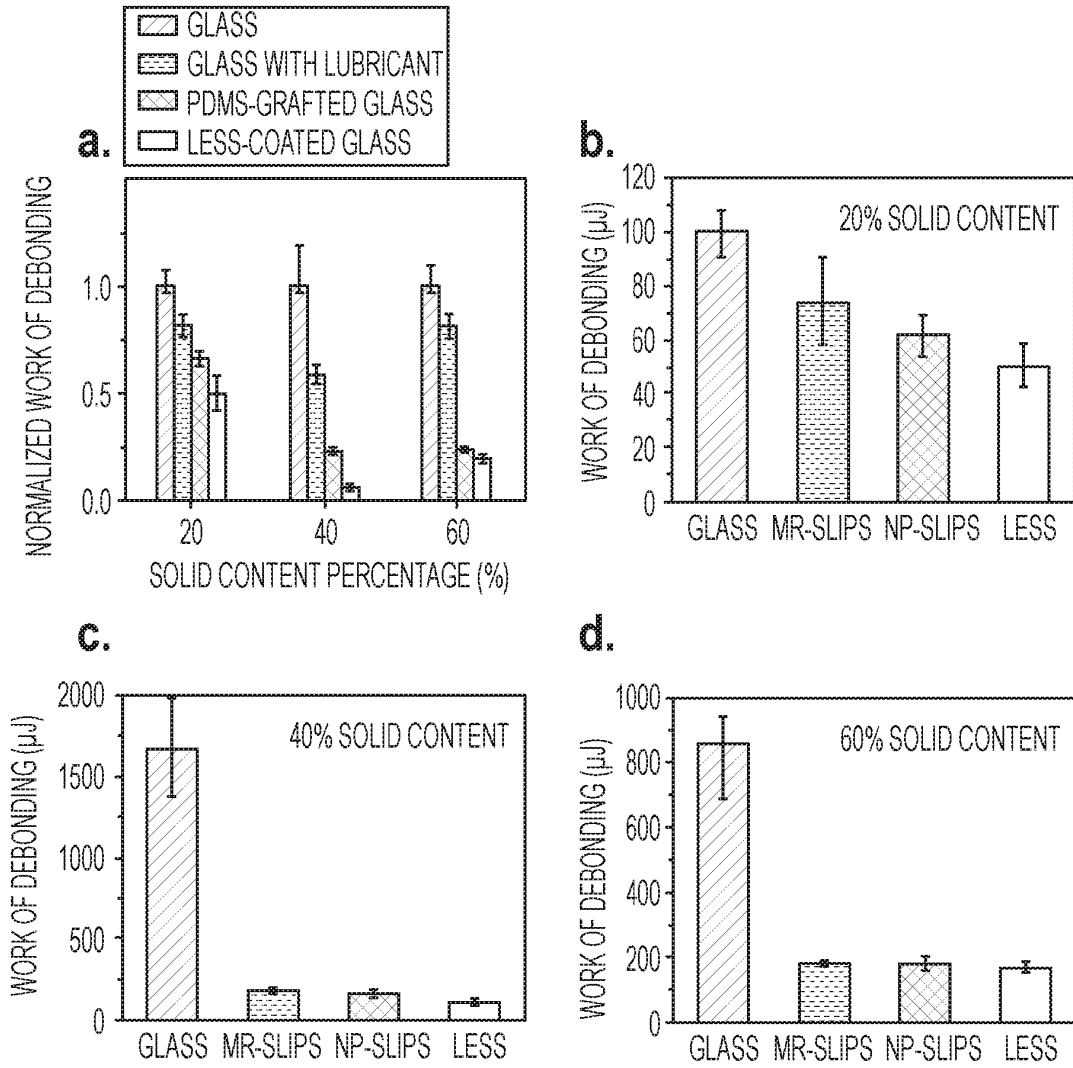 GLASS
GLASS WITH LUBRICANT
PDMS-GRAFTED GLASS
LESS-COATED GLASS
a.
NORMALIZED WORK OF DEBONDING
1.0
0.5
0.0
20
40
60
SOLID CONTENT PERCENTAGE (%)
b.
WORK OF DEBONDING (µJ)
120
100
80
60
40
20
0
20% SOLID CONTENT
GLASS
MR-SLIPS
NP-SLIPS
LESS
c.
WORK OF DEBONDING (µJ)
2000
1500
1000
500
0
40% SOLID CONTENT
GLASS
MR-SLIPS
NP-SLIPS
LESS
d.
WORK OF DEBONDING (µJ)
1000
800
600
400
200
0
60% SOLID CONTENT
GLASS
MR-SLIPS
NP-SLIPS
LESS